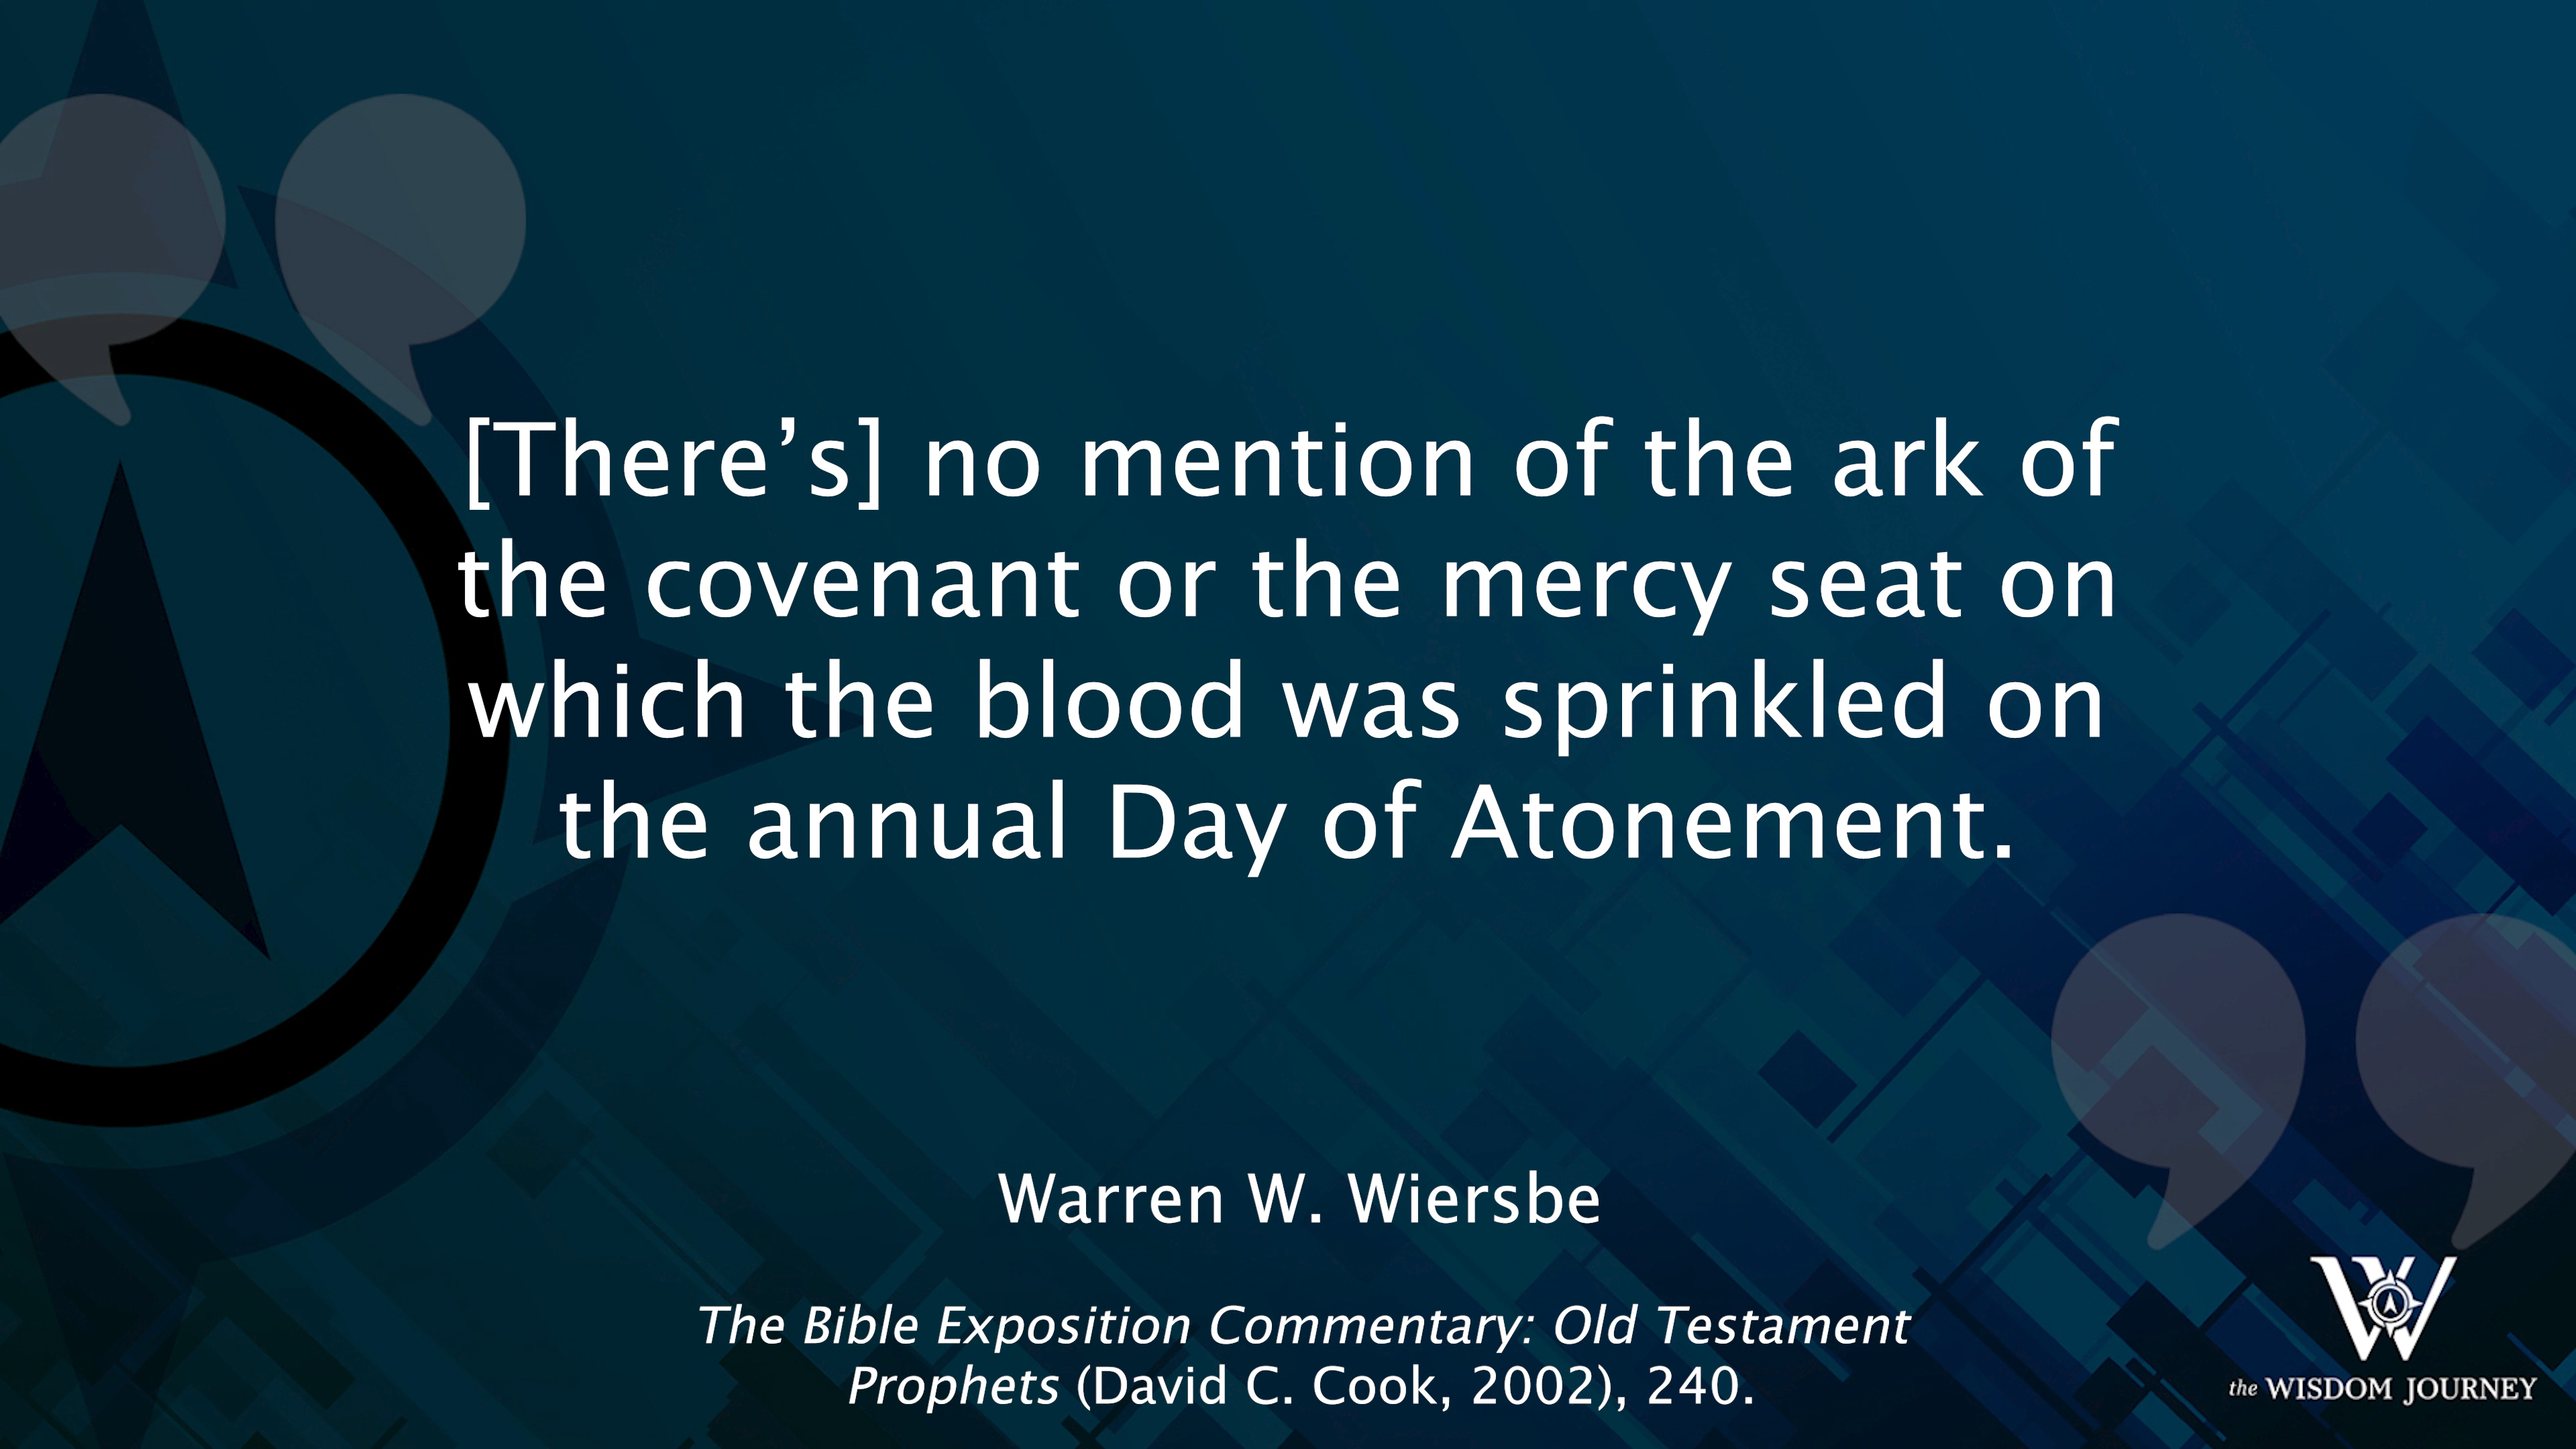 [There’s] no mention of the ark of
the covenant or the mercy seat on
which the blood was sprinkled on
the annual Day of Atonement.
Warren W. Wiersbe
The Bible Exposition Commentary: Old Testament
Prophets (David C. Cook, 2002), 240.
W
the WISDOM JOURNEY